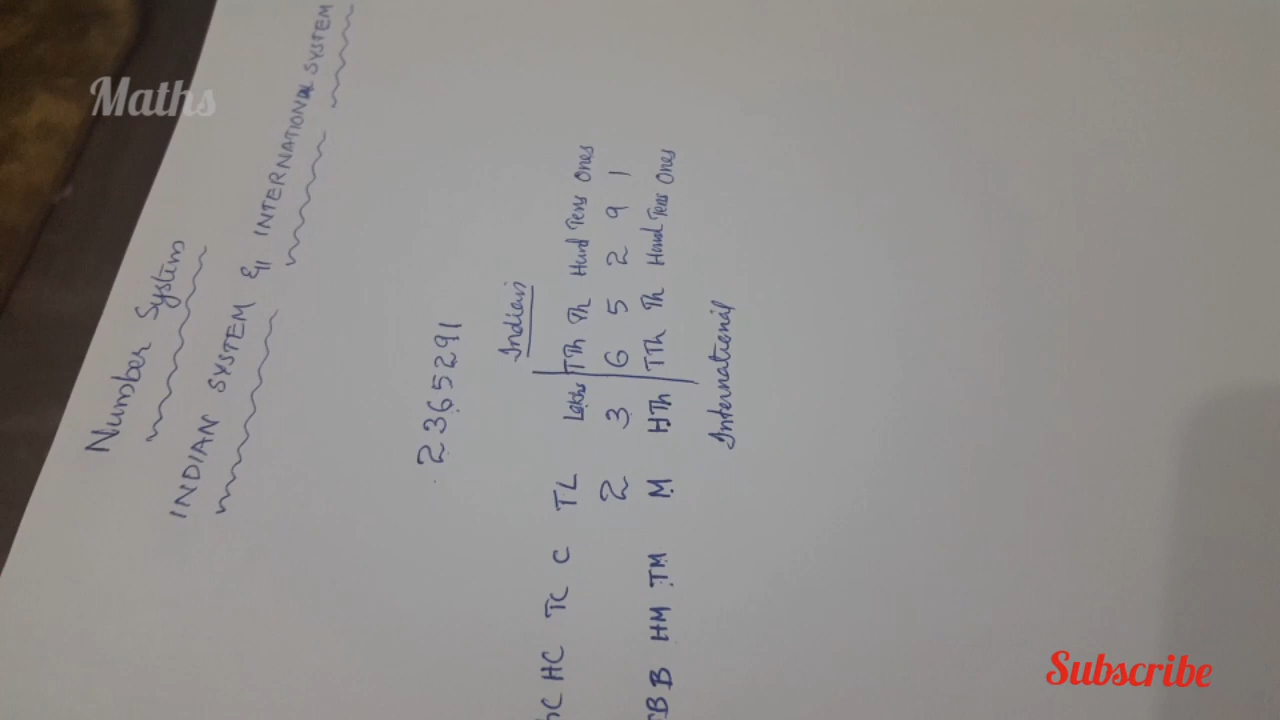 Maths
Number System
INDIAN SYSTEM & INTERNATIONAL SYSTEM
2365291
Indian
HC TC C TL Lakhs TTh Th Hund Tens Ones
2 3 6 5 2 9 1
B HM TM M HTh TTh Th Hund Tens Ones
International
Subscribe